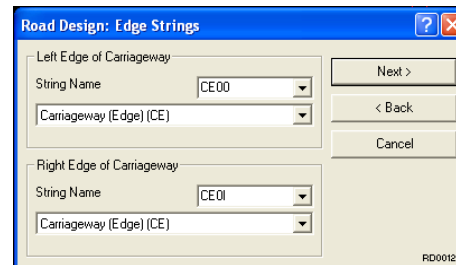 Road Design: Edge Strings
Left Edge of Carriageway
String Name CE00
Carriageway (Edge) (CE)
Right Edge of Carriageway
String Name CE0I
Carriageway (Edge) (CE)
Next >
< Back
Cancel
RD0012